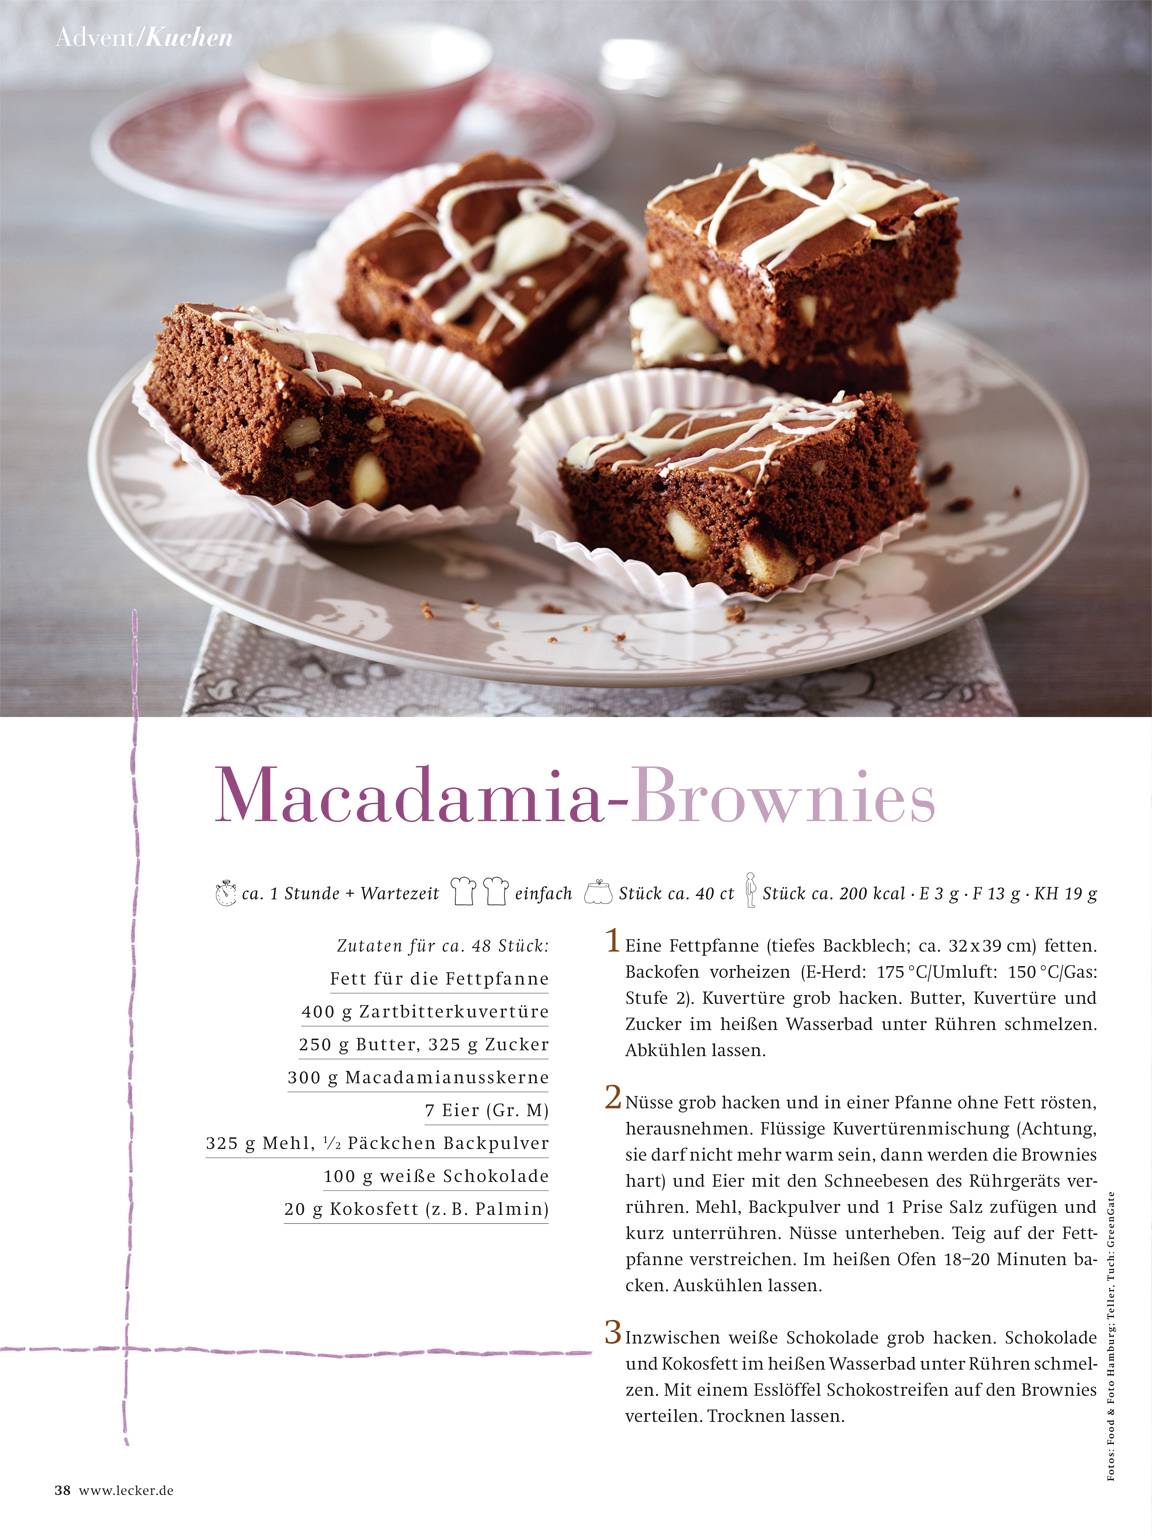 Advent/Kuchen
Macadamia-Brownies
ca. 1 Stunde + Wartezeit einfach Stück ca. 40 ct Stück ca. 200 kcal · E 3 g · F 13 g · KH 19 g
Zutaten für ca. 48 Stück:
Fett für die Fettpfanne
400 g Zartbitterkuvertüre
250 g Butter, 325 g Zucker
300 g Macadamianusskerne
7 Eier (Gr. M)
325 g Mehl, ½ Päckchen Backpulver
100 g weiße Schokolade
20 g Kokosfett (z. B. Palmin)
1 Eine Fettpfanne (tiefes Backblech; ca. 32 x 39 cm) fetten.
Backofen vorheizen (E-Herd: 175 °C/Umluft: 150 °C/Gas:
Stufe 2). Kuvertüre grob hacken. Butter, Kuvertüre und
Zucker im heißen Wasserbad unter Rühren schmelzen.
Abkühlen lassen.
2 Nüsse grob hacken und in einer Pfanne ohne Fett rösten,
herausnehmen. Flüssige Kuvertürenmischung (Achtung,
sie darf nicht mehr warm sein, dann werden die Brownies
hart) und Eier mit den Schneebesen des Rührgeräts ver-
rühren. Mehl, Backpulver und 1 Prise Salz zufügen und
kurz unterrühren. Nüsse unterheben. Teig auf der Fett-
pfanne verstreichen. Im heißen Ofen 18–20 Minuten ba-
cken. Auskühlen lassen.
3 Inzwischen weiße Schokolade grob hacken. Schokolade
und Kokosfett im heißen Wasserbad unter Rühren schmel-
zen. Mit einem Esslöffel Schokostreifen auf den Brownies
verteilen. Trocknen lassen.
Fotos: Food & Foto Hamburg; Teller, Tuch: GreenGate
38 www.lecker.de